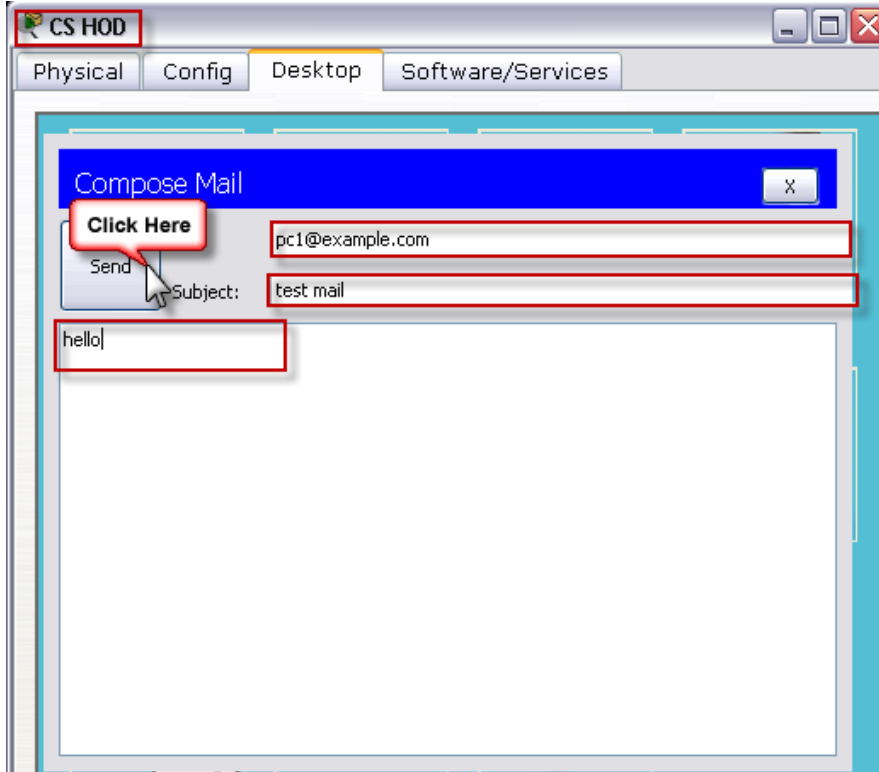 CS HOD
Physical Config Desktop Software/Services
Compose Mail X
Click Here
pc1@example.com
Send
Subject: test mail
hello